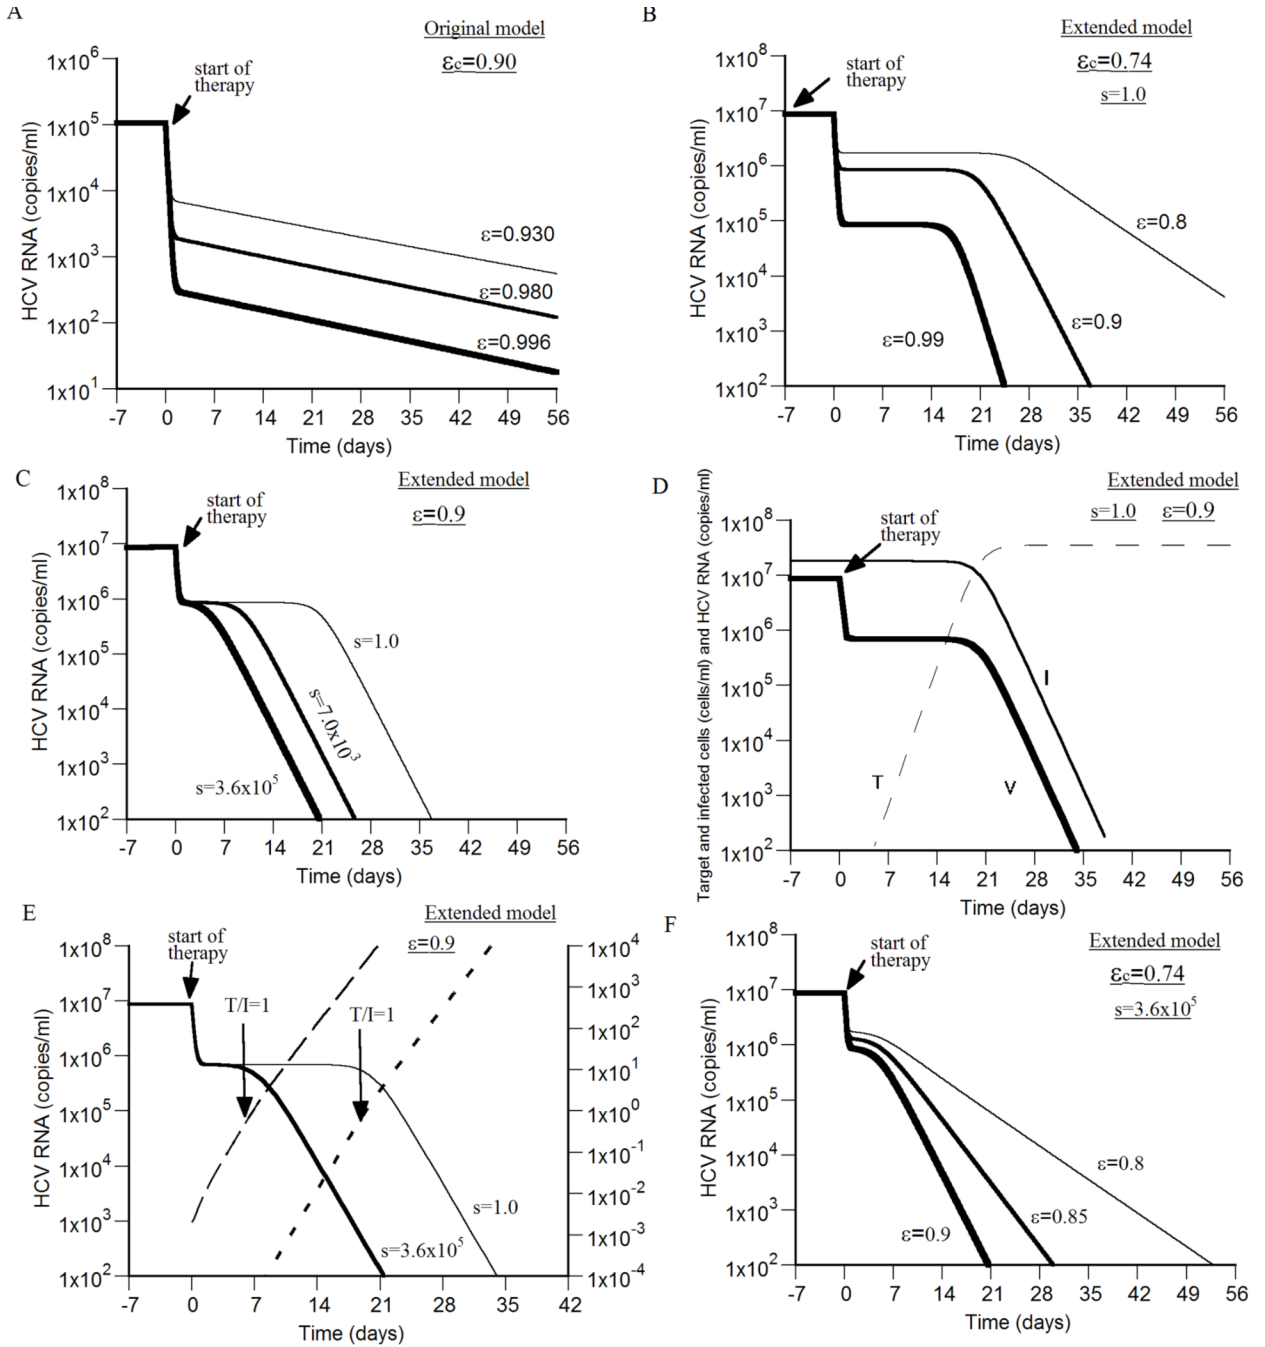 A
Original model
εc=0.90
start of
therapy
1x10^6
1x10^5
1x10^4
1x10^3
1x10^2
1x10^1
HCV RNA (copies/ml)
ε=0.930
ε=0.980
ε=0.996
-7 0 7 14 21 28 35 42 49 56
Time (days)
B
Extended model
εc=0.74
s=1.0
start of
therapy
1x10^8
1x10^7
1x10^6
1x10^5
1x10^4
1x10^3
1x10^2
HCV RNA (copies/ml)
ε=0.8
ε=0.9
ε=0.99
-7 0 7 14 21 28 35 42 49 56
Time (days)
C
Extended model
ε=0.9
start of
therapy
1x10^8
1x10^7
1x10^6
1x10^5
1x10^4
1x10^3
1x10^2
HCV RNA (copies/ml)
s=1.0
s=7.0x10^3
s=3.6x10^5
-7 0 7 14 21 28 35 42 49 56
Time (days)
D
Extended model
s=1.0 ε=0.9
start of
therapy
1x10^8
1x10^7
1x10^6
1x10^5
1x10^4
1x10^3
1x10^2
Target and infected cells (cells/ml) and HCV RNA (copies/ml)
I
T
V
-7 0 7 14 21 28 35 42 49 56
Time (days)
E
Extended model
ε=0.9
start of
therapy
T/I=1
T/I=1
1x10^8
1x10^7
1x10^6
1x10^5
1x10^4
1x10^3
1x10^2
HCV RNA (copies/ml)
1x10^4
1x10^3
1x10^2
1x10^1
1x10^0
1x10^-1
1x10^-2
1x10^-3
1x10^-4
s=1.0
s=3.6x10^5
-7 0 7 14 21 28 35 42
Time (days)
F
Extended model
εc=0.74
s=3.6x10^5
start of
therapy
1x10^8
1x10^7
1x10^6
1x10^5
1x10^4
1x10^3
1x10^2
HCV RNA (copies/ml)
ε=0.8
ε=0.85
ε=0.9
-7 0 7 14 21 28 35 42 49 56
Time (days)